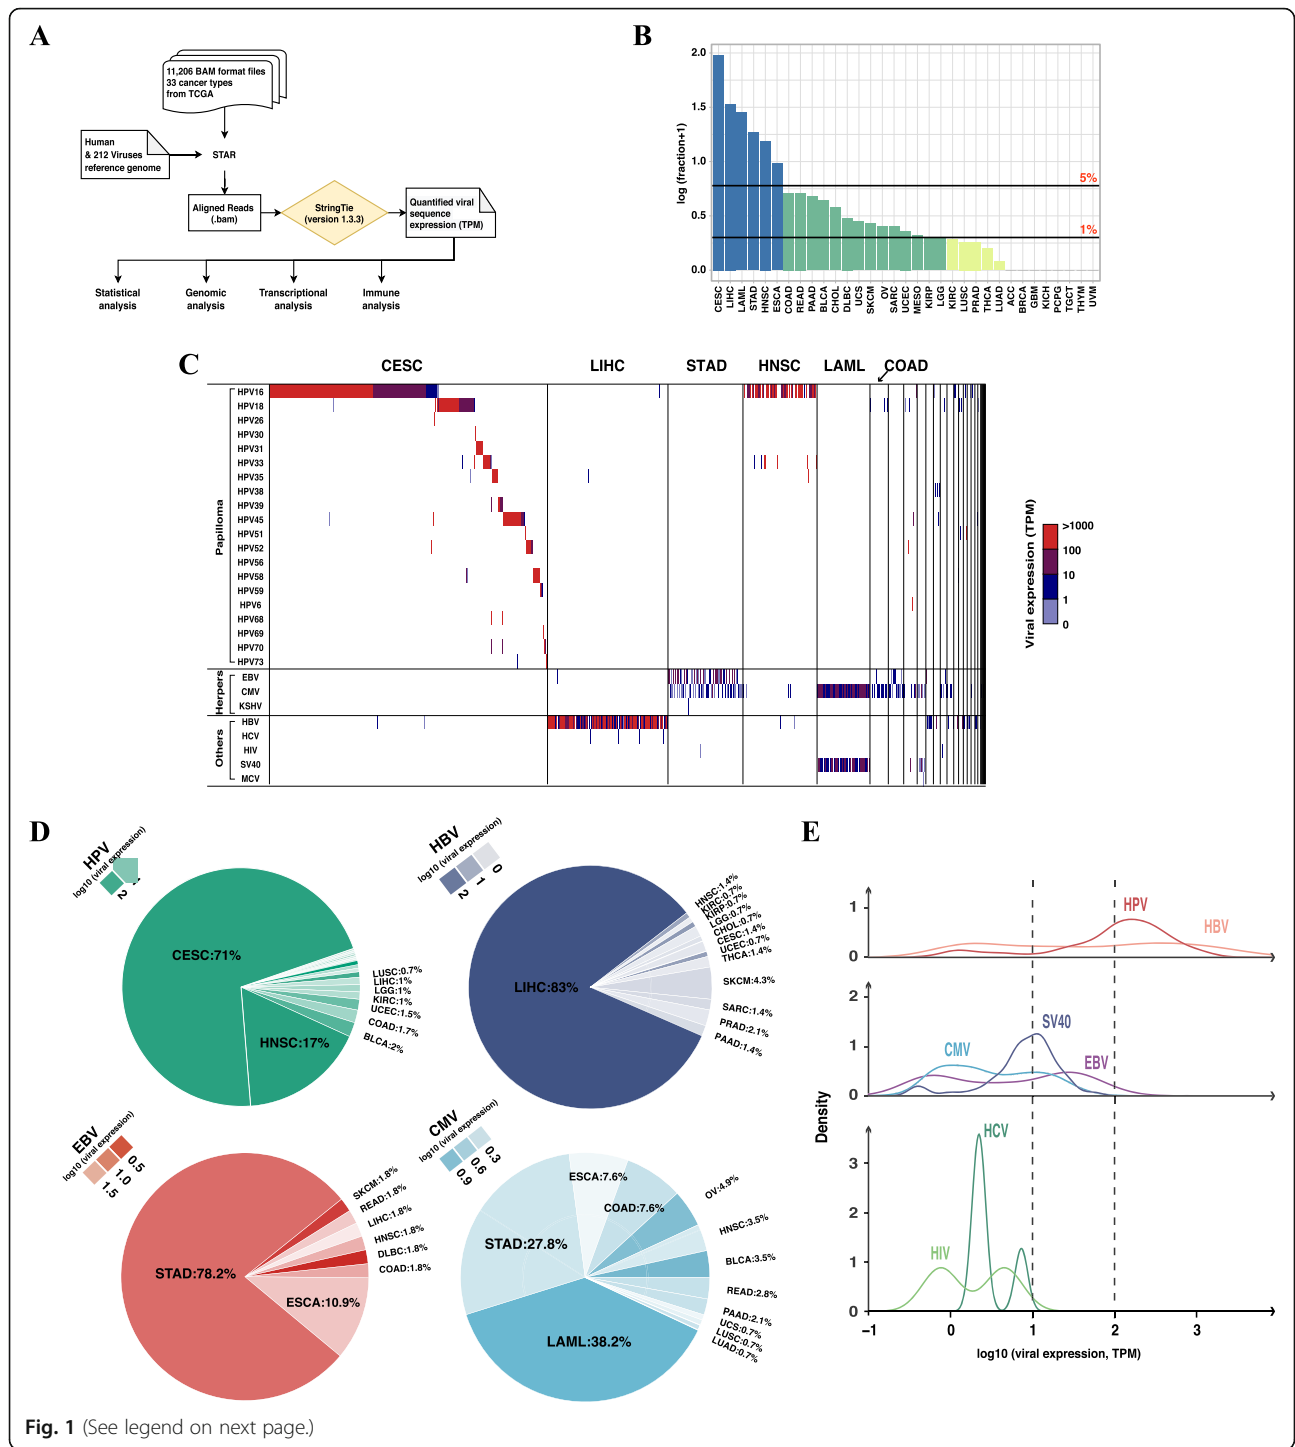 A
11,206 BAM format files
33 cancer types
from TCGA
Human
& 212 Viruses
reference genome
STAR
Aligned Reads
(.bam)
StringTie
(version 1.3.3)
Quantified viral
sequence
expression (TPM)
Statistical
analysis
Genomic
analysis
Transcriptional
analysis
Immune
analysis
B
log (fraction+1)
2.0
1.5
1.0
0.5
0.0
5%
1%
CESC
LIHC
LAML
STAD
HNSC
ESCA
COAD
READ
PAAD
BLCA
CHOL
DLBC
UCS
SKCM
OV
SARC
UCEC
MESO
KIRP
LGG
KIRC
LUSC
PRAD
THCA
LUAD
ACC
BRCA
GBM
KICH
PCPG
TGCT
THYM
UVM
C
CESC
LIHC
STAD
HNSC
LAML
COAD
Papilloma
HPV16
HPV18
HPV26
HPV30
HPV31
HPV33
HPV35
HPV38
HPV39
HPV45
HPV51
HPV52
HPV56
HPV58
HPV59
HPV6
HPV68
HPV69
HPV70
HPV73
Herpers
EBV
CMV
KSHV
Others
HBV
HCV
HIV
SV40
MCV
Viral expression (TPM)
>1000
100
10
1
0
D
HPV
log10 (viral expression)
2
CESC:71%
HNSC:17%
LUSC:0.7%
LIHC:1%
LGG:1%
KIRC:1%
UCEC:1.5%
COAD:1.7%
BLCA:2%
HBV
log10 (viral expression)
0
1
2
LIHC:83%
HNSC:1.4%
KIRC:0.7%
KIRP:0.7%
LGG:0.7%
CHOL:0.7%
CESC:1.4%
UCEC:0.7%
THCA:1.4%
SKCM:4.3%
SARC:1.4%
PRAD:2.1%
PAAD:1.4%
EBV
log10 (viral expression)
0.5
1.0
1.5
STAD:78.2%
ESCA:10.9%
SKCM:1.8%
READ:1.8%
LIHC:1.8%
HNSC:1.8%
DLBC:1.8%
COAD:1.8%
CMV
log10 (viral expression)
0.3
0.6
0.9
ESCA:7.6%
COAD:7.6%
STAD:27.8%
LAML:38.2%
OV:4.9%
HNSC:3.5%
BLCA:3.5%
READ:2.8%
PAAD:2.1%
UCS:0.7%
LUSC:0.7%
LUAD:0.7%
E
Density
1
0
HPV
HBV
2
1
0
CMV
SV40
EBV
3
2
1
0
HCV
HIV
−1
0
1
2
3
log10 (viral expression, TPM)
Fig. 1 (See legend on next page.)